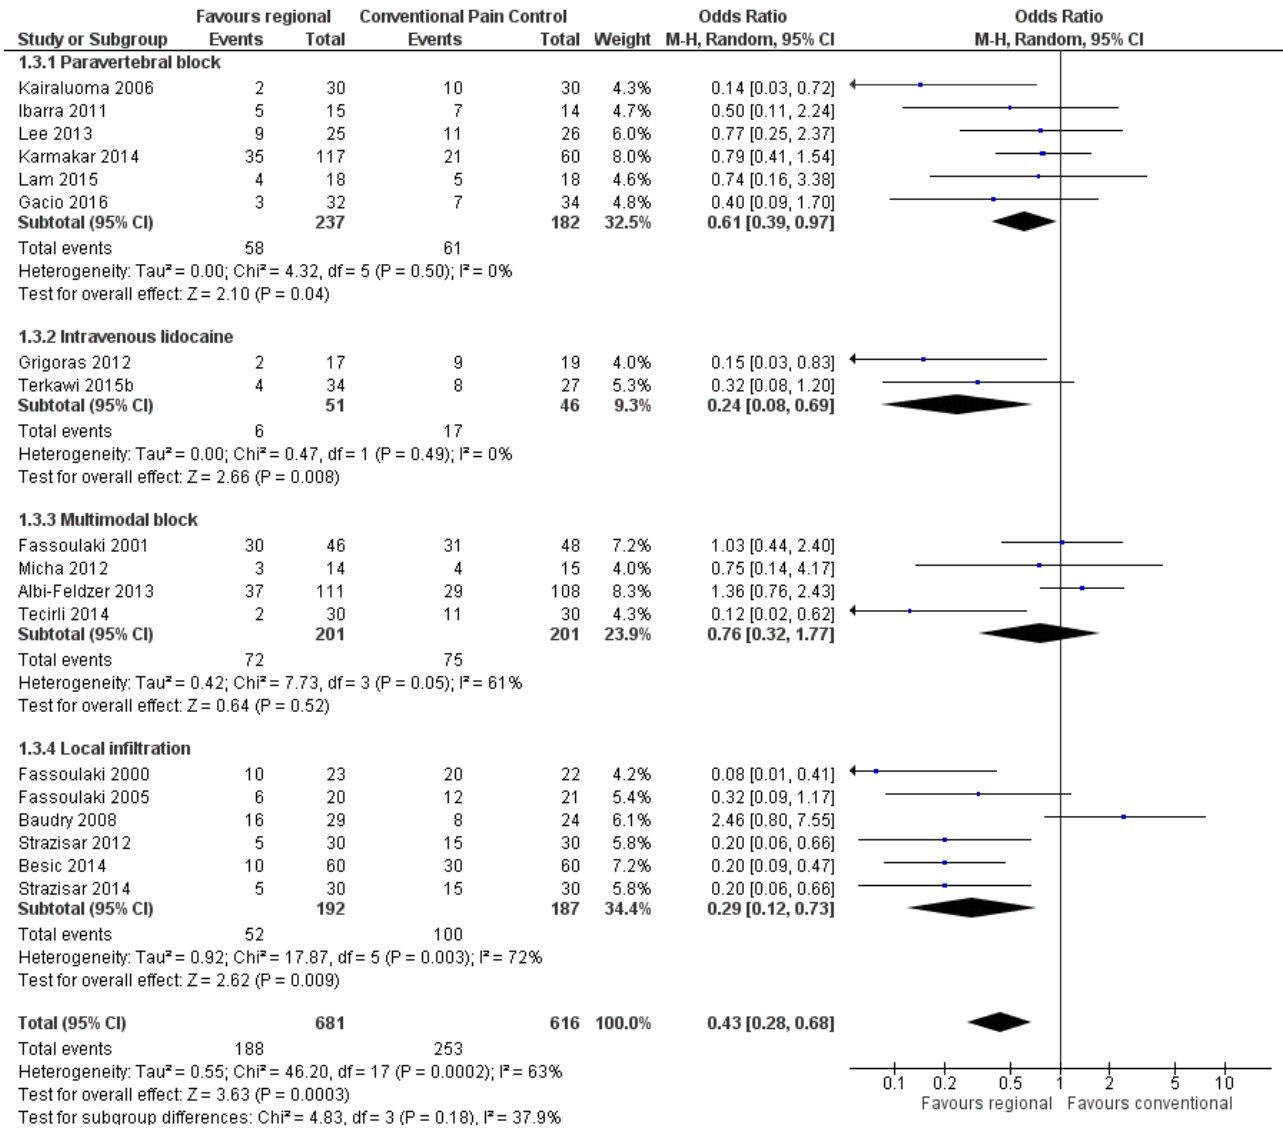 Favours regional Conventional Pain Control Odds Ratio Odds Ratio
Study or Subgroup Events Total Events Total Weight M-H, Random, 95% CI M-H, Random, 95% CI
1.3.1 Paravertebral block
Kairaluoma 2006 2 30 10 30 4.3% 0.14 [0.03, 0.72]
Ibarra 2011 5 15 7 14 4.7% 0.50 [0.11, 2.24]
Lee 2013 9 25 11 26 6.0% 0.77 [0.25, 2.37]
Karmakar 2014 35 117 21 60 8.0% 0.79 [0.41, 1.54]
Lam 2015 4 18 5 18 4.6% 0.74 [0.16, 3.38]
Gacio 2016 3 32 7 34 4.8% 0.40 [0.09, 1.70]
Subtotal (95% CI) 237 182 32.5% 0.61 [0.39, 0.97]
Total events 58 61
Heterogeneity: Tau² = 0.00; Chi² = 4.32, df = 5 (P = 0.50); I² = 0%
Test for overall effect: Z = 2.10 (P = 0.04)
1.3.2 Intravenous lidocaine
Grigoras 2012 2 17 9 19 4.0% 0.15 [0.03, 0.83]
Terkawi 2015b 4 34 8 27 5.3% 0.32 [0.08, 1.20]
Subtotal (95% CI) 51 46 9.3% 0.24 [0.08, 0.69]
Total events 6 17
Heterogeneity: Tau² = 0.00; Chi² = 0.47, df = 1 (P = 0.49); I² = 0%
Test for overall effect: Z = 2.66 (P = 0.008)
1.3.3 Multimodal block
Fassoulaki 2001 30 46 31 48 7.2% 1.03 [0.44, 2.40]
Micha 2012 3 14 4 15 4.0% 0.75 [0.14, 4.17]
Albi-Feldzer 2013 37 111 29 108 8.3% 1.36 [0.76, 2.43]
Tecirli 2014 2 30 11 30 4.3% 0.12 [0.02, 0.62]
Subtotal (95% CI) 201 201 23.9% 0.76 [0.32, 1.77]
Total events 72 75
Heterogeneity: Tau² = 0.42; Chi² = 7.73, df = 3 (P = 0.05); I² = 61%
Test for overall effect: Z = 0.64 (P = 0.52)
1.3.4 Local infiltration
Fassoulaki 2000 10 23 20 22 4.2% 0.08 [0.01, 0.41]
Fassoulaki 2005 6 20 12 21 5.4% 0.32 [0.09, 1.17]
Baudry 2008 16 29 8 24 6.1% 2.46 [0.80, 7.55]
Strazisar 2012 5 30 15 30 5.8% 0.20 [0.06, 0.66]
Besic 2014 10 60 30 60 7.2% 0.20 [0.09, 0.47]
Strazisar 2014 5 30 15 30 5.8% 0.20 [0.06, 0.66]
Subtotal (95% CI) 192 187 34.4% 0.29 [0.12, 0.73]
Total events 52 100
Heterogeneity: Tau² = 0.92; Chi² = 17.87, df = 5 (P = 0.003); I² = 72%
Test for overall effect: Z = 2.62 (P = 0.009)
Total (95% CI) 681 616 100.0% 0.43 [0.28, 0.68]
Total events 188 253
Heterogeneity: Tau² = 0.55; Chi² = 46.20, df = 17 (P = 0.0002); I² = 63%
Test for overall effect: Z = 3.63 (P = 0.0003)
Test for subgroup differences: Chi² = 4.83, df = 3 (P = 0.18), I² = 37.9%
0.1 0.2 0.5 1 2 5 10
Favours regional Favours conventional